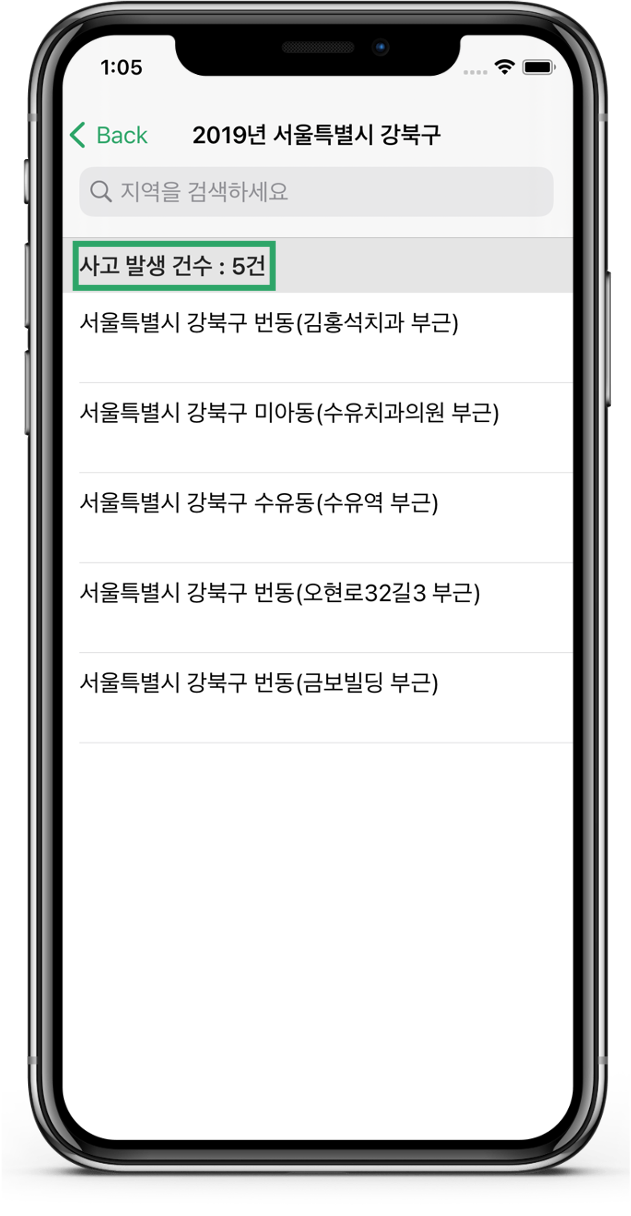 1:05
Back
2019년 서울특별시 강북구
지역을 검색하세요
사고 발생 건수 : 5건
서울특별시 강북구 번동(김홍석치과 부근)
서울특별시 강북구 미아동(수유치과의원 부근)
서울특별시 강북구 수유동(수유역 부근)
서울특별시 강북구 번동(오현로32길3 부근)
서울특별시 강북구 번동(금보빌딩 부근)